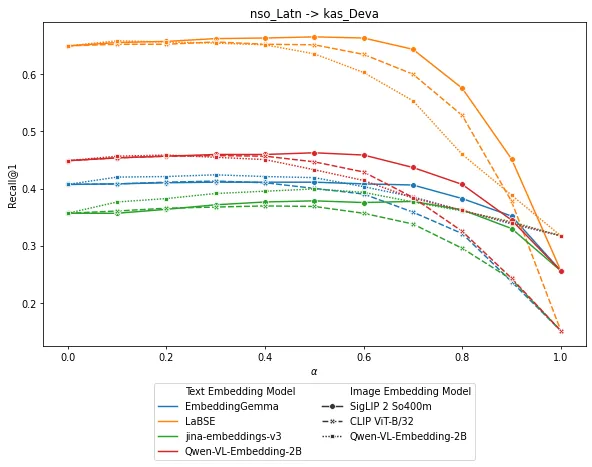 nso_Latn -> kas_Deva
Recall@1
0.6
0.5
0.4
0.3
0.2
0.0 0.2 0.4 0.6 0.8 1.0
α
Text Embedding Model Image Embedding Model
EmbeddingGemma SigLIP 2 So400m
LaBSE CLIP ViT-B/32
jina-embeddings-v3 Qwen-VL-Embedding-2B
Qwen-VL-Embedding-2B